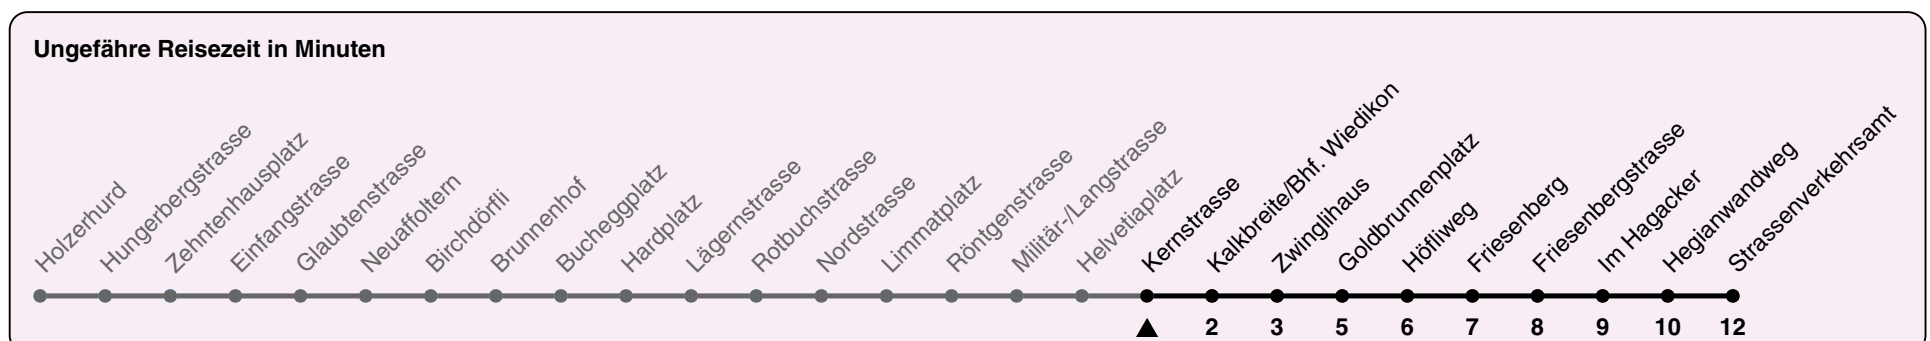 Ungefähre Reisezeit in Minuten
Holzerhurd
Hungerbergstrasse
Zehntenhausplatz
Einfangstrasse
Glaubtenstrasse
Neuaffoltern
Birchdörfli
Brunnenhof
Bucheggplatz
Hardplatz
Lägernstrasse
Rotbuchstrasse
Nordstrasse
Limmatplatz
Röntgenstrasse
Militär-/Langstrasse
Helvetiaplatz
Kernstrasse
Kalkbreite/Bhf. Wiedikon
Zwinglihaus
Goldbrunnenplatz
Höfliweg
Friesenberg
Friesenbergstrasse
Im Hagacker
Hegianwandweg
Strassenverkehrsamt
2 3 5 6 7 8 9 10 12